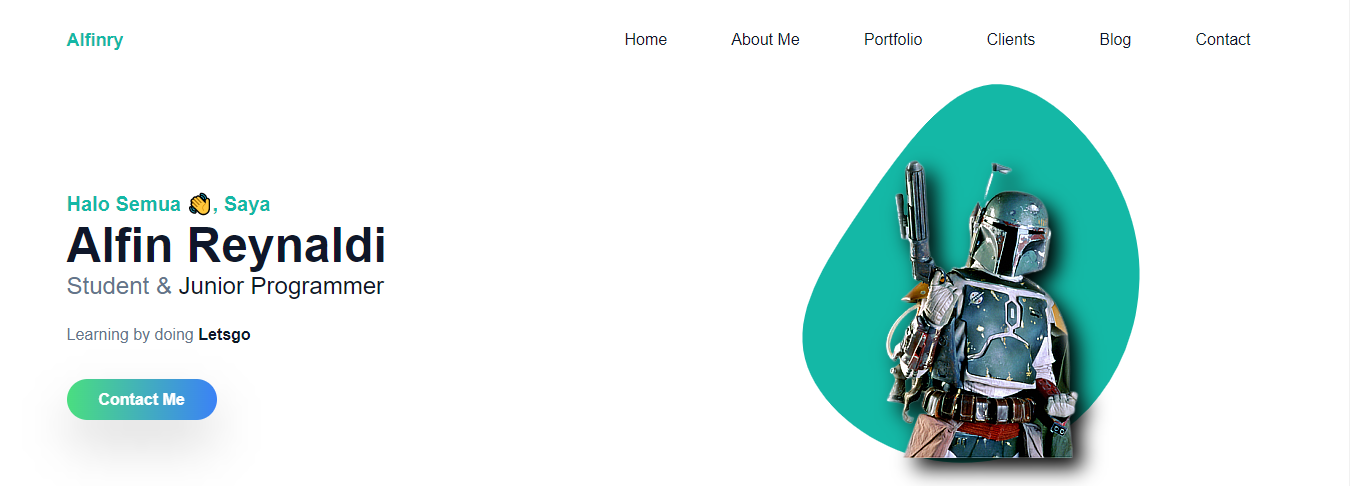 Alfinry
Home About Me Portfolio Clients Blog Contact
Halo Semua 👋, Saya
Alfin Reynaldi
Student & Junior Programmer
Learning by doing Letsgo
Contact Me